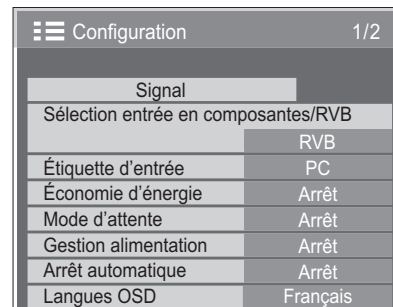 Configuration 1/2
Signal
Sélection entrée en composantes/RVB
RVB
Étiquette d'entrée PC
Économie d'énergie Arrêt
Mode d'attente Arrêt
Gestion alimentation Arrêt
Arrêt automatique Arrêt
Langues OSD Français